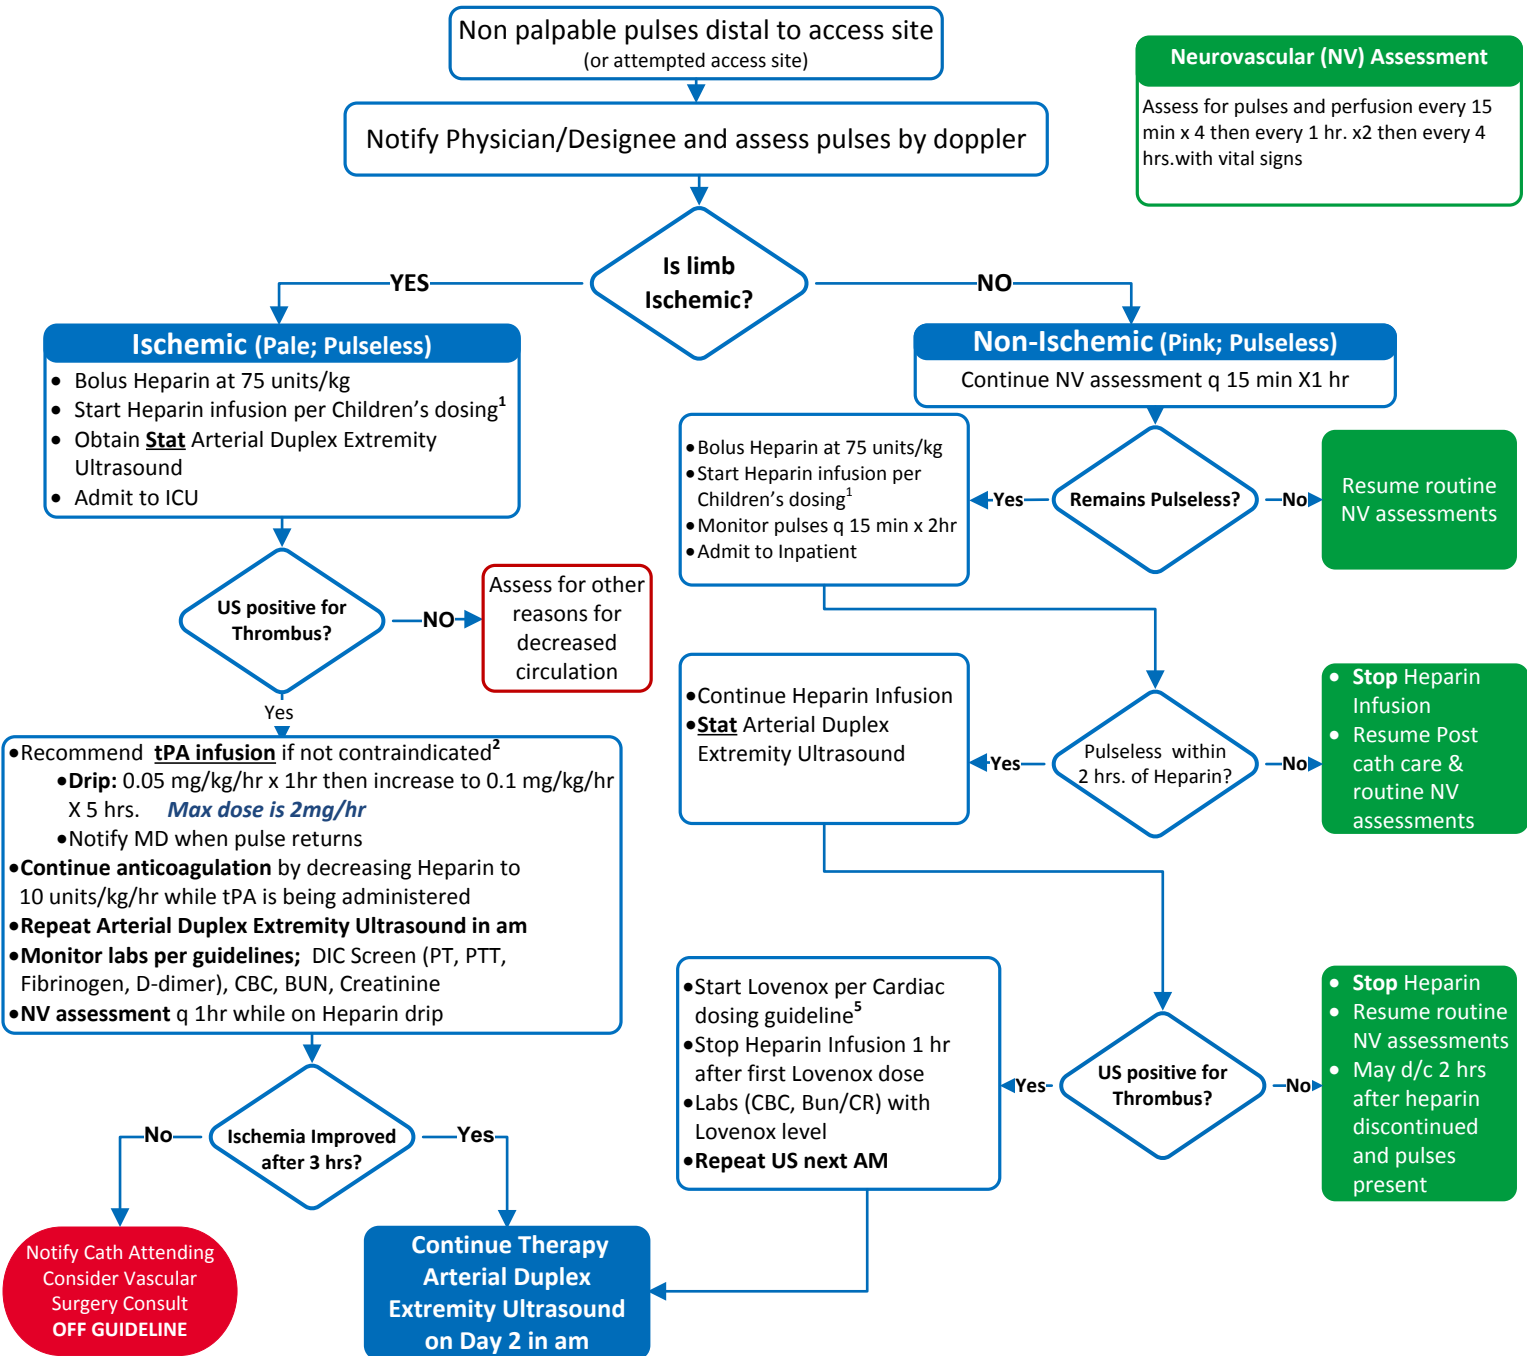 Non palpable pulses distal to access site
(or attempted access site)
Neurovascular (NV) Assessment
Assess for pulses and perfusion every 15
min x 4 then every 1 hr. x2 then every 4
hrs.with vital signs
Notify Physician/Designee and assess pulses by doppler
Is limb
Ischemic?
YES
NO
Ischemic (Pale; Pulseless)
• Bolus Heparin at 75 units/kg
• Start Heparin infusion per Children's dosing1
• Obtain Stat Arterial Duplex Extremity
Ultrasound
• Admit to ICU
Non-Ischemic (Pink; Pulseless)
Continue NV assessment q 15 min X1 hr
•Bolus Heparin at 75 units/kg
•Start Heparin infusion per
Children's dosing1
•Monitor pulses q 15 min x 2hr
•Admit to Inpatient
Yes
Remains Pulseless?
No
Resume routine
NV assessments
US positive for
Thrombus?
NO
Assess for other
reasons for
decreased
circulation
Yes
•Continue Heparin Infusion
•Stat Arterial Duplex
Extremity Ultrasound
Yes
Pulseless within
2 hrs. of Heparin?
No
• Stop Heparin
Infusion
• Resume Post
cath care &
routine NV
assessments
•Recommend tPA infusion if not contraindicated2
•Drip: 0.05 mg/kg/hr x 1hr then increase to 0.1 mg/kg/hr
X 5 hrs. Max dose is 2mg/hr
•Notify MD when pulse returns
•Continue anticoagulation by decreasing Heparin to
10 units/kg/hr while tPA is being administered
•Repeat Arterial Duplex Extremity Ultrasound in am
•Monitor labs per guidelines; DIC Screen (PT, PTT,
Fibrinogen, D-dimer), CBC, BUN, Creatinine
•NV assessment q 1hr while on Heparin drip
•Start Lovenox per Cardiac
dosing guideline5
•Stop Heparin Infusion 1 hr
after first Lovenox dose
•Labs (CBC, Bun/CR) with
Lovenox level
•Repeat US next AM
Yes
US positive for
Thrombus?
No
• Stop Heparin
• Resume routine
NV assessments
• May d/c 2 hrs
after heparin
discontinued
and pulses
present
No
Ischemia Improved
after 3 hrs?
Yes
Notify Cath Attending
Consider Vascular
Surgery Consult
OFF GUIDELINE
Continue Therapy
Arterial Duplex
Extremity Ultrasound
on Day 2 in am